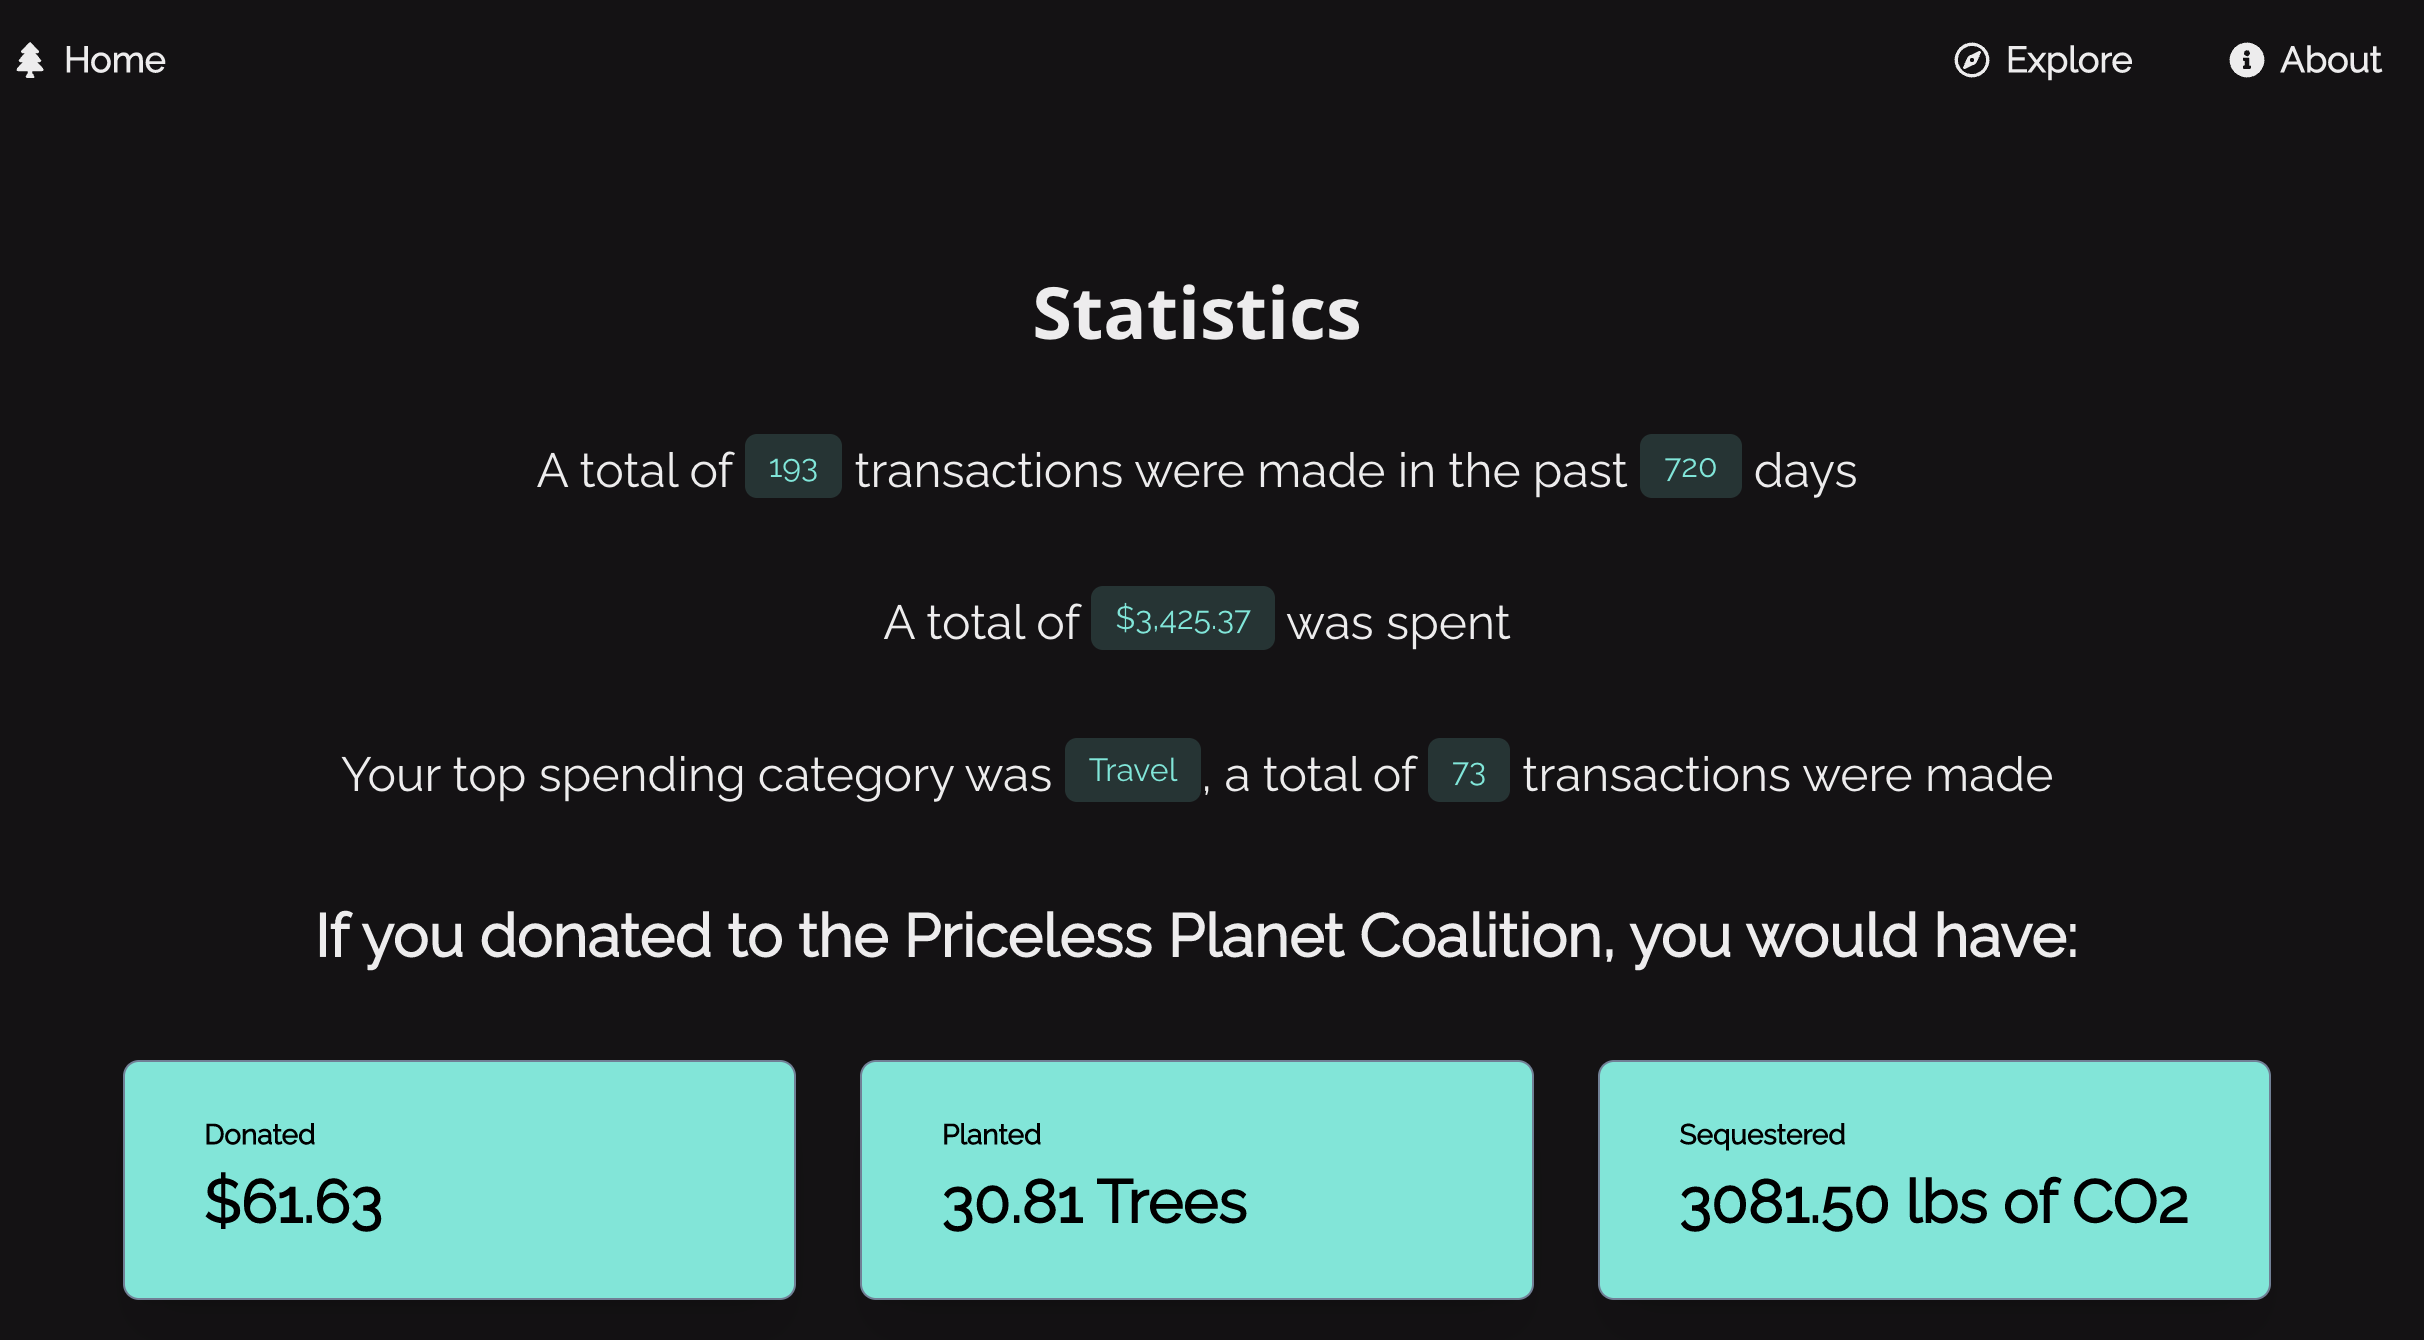 Home
Explore
About
Statistics
A total of 193 transactions were made in the past 720 days
A total of $3,425.37 was spent
Your top spending category was Travel, a total of 73 transactions were made
If you donated to the Priceless Planet Coalition, you would have:
Donated
$61.63
Planted
30.81 Trees
Sequestered
3081.50 lbs of CO2